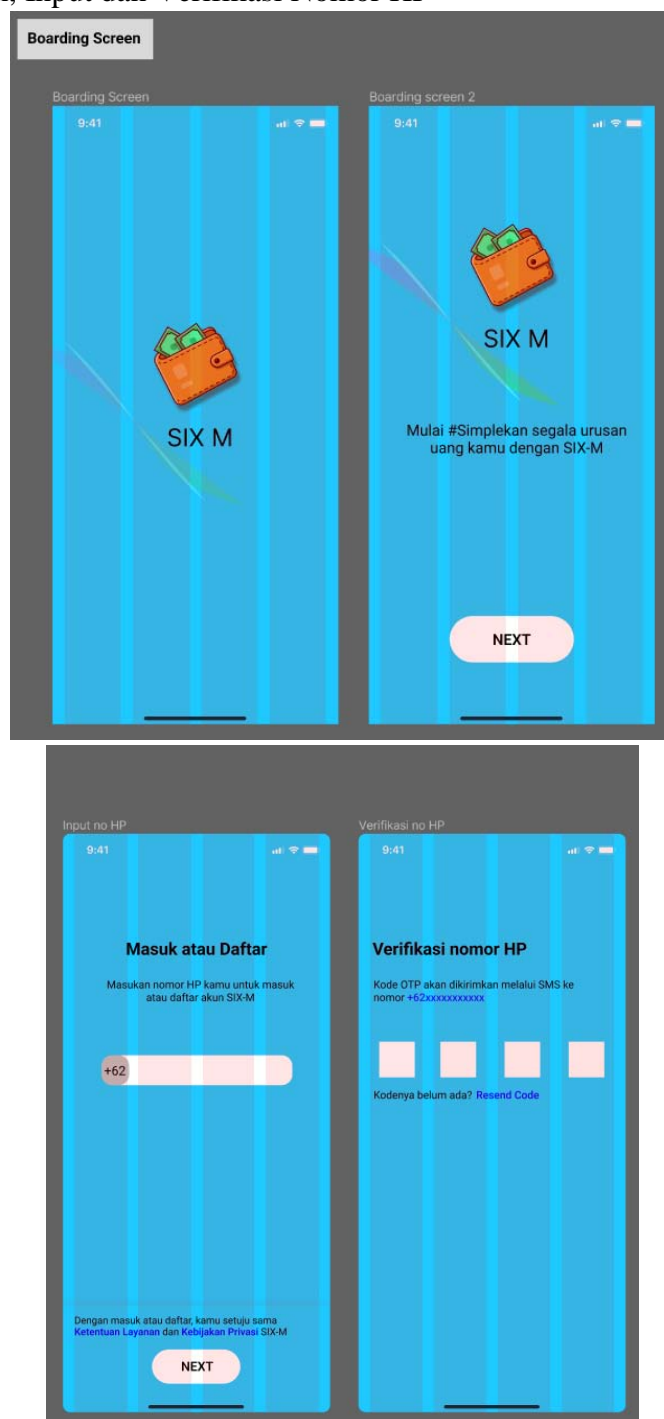 Boarding Screen
Boarding Screen
9:41
SIX M
Boarding screen 2
9:41
SIX M
Mulai #Simplekan segala urusan
uang kamu dengan SIX-M
NEXT
Input no HP
9:41
Masuk atau Daftar
Masukan nomor HP kamu untuk masuk
atau daftar akun SIX-M
+62
Dengan masuk atau daftar, kamu setuju sama
Ketentuan Layanan dan Kebijakan Privasi SIX-M
NEXT
Verifikasi no HP
9:41
Verifikasi nomor HP
Kode OTP akan dikirimkan melalui SMS ke
nomor +62xxxxxxxxxxx
Kodenya belum ada? Resend Code